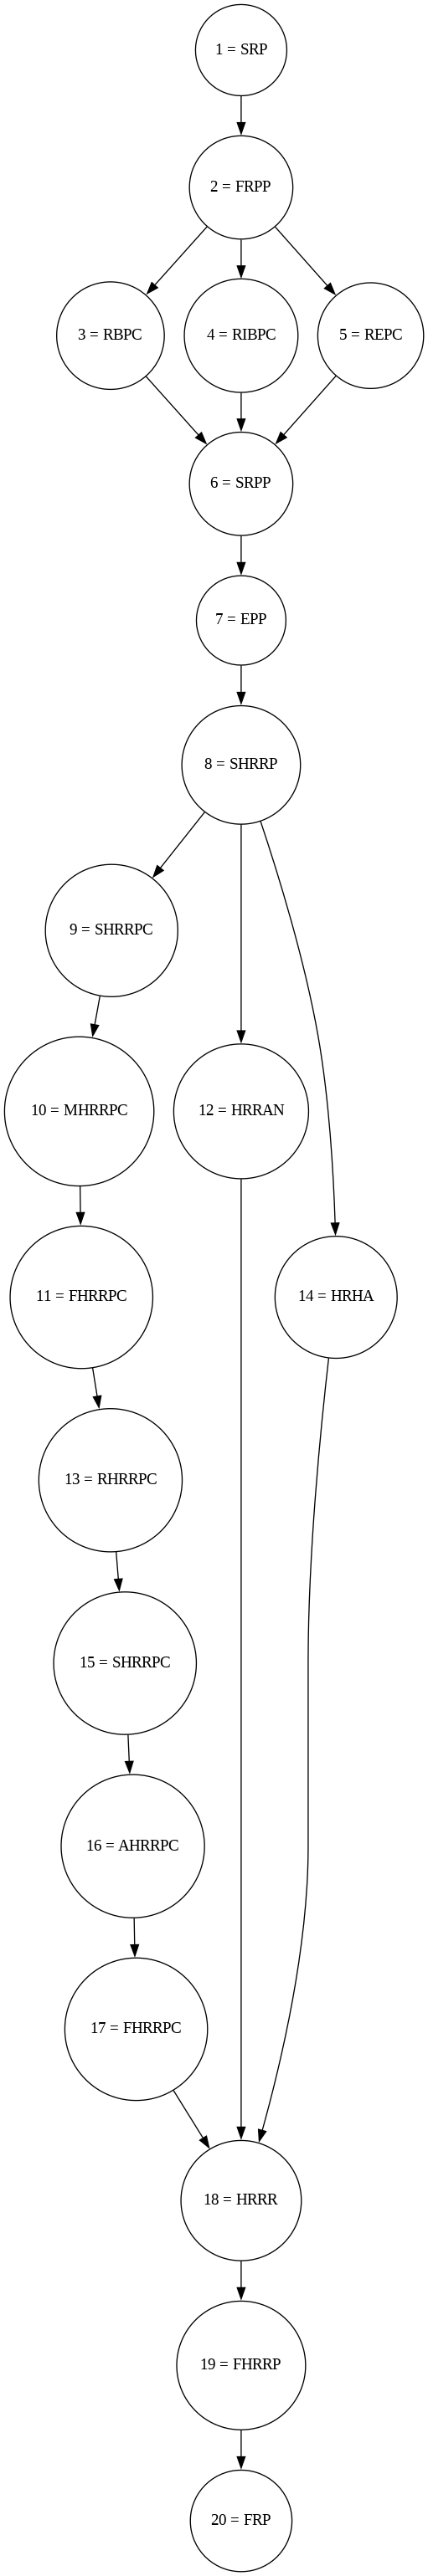 1 = SRP
2 = FRPP
3 = RBPC
4 = RIBPC
5 = REPC
6 = SRPP
7 = EPP
8 = SHRRP
9 = SHRRPC
10 = MHRRPC
12 = HRRAN
11 = FHRRPC
14 = HRHA
13 = RHRRPC
15 = SHRRPC
16 = AHRRPC
17 = FHRRPC
18 = HRRR
19 = FHRRP
20 = FRP